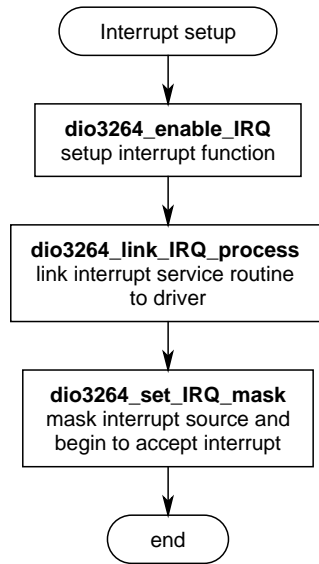 Interrupt setup
dio3264_enable_IRQ
setup interrupt function
dio3264_link_IRQ_process
link interrupt service routine
to driver
dio3264_set_IRQ_mask
mask interrupt source and
begin to accept interrupt
end